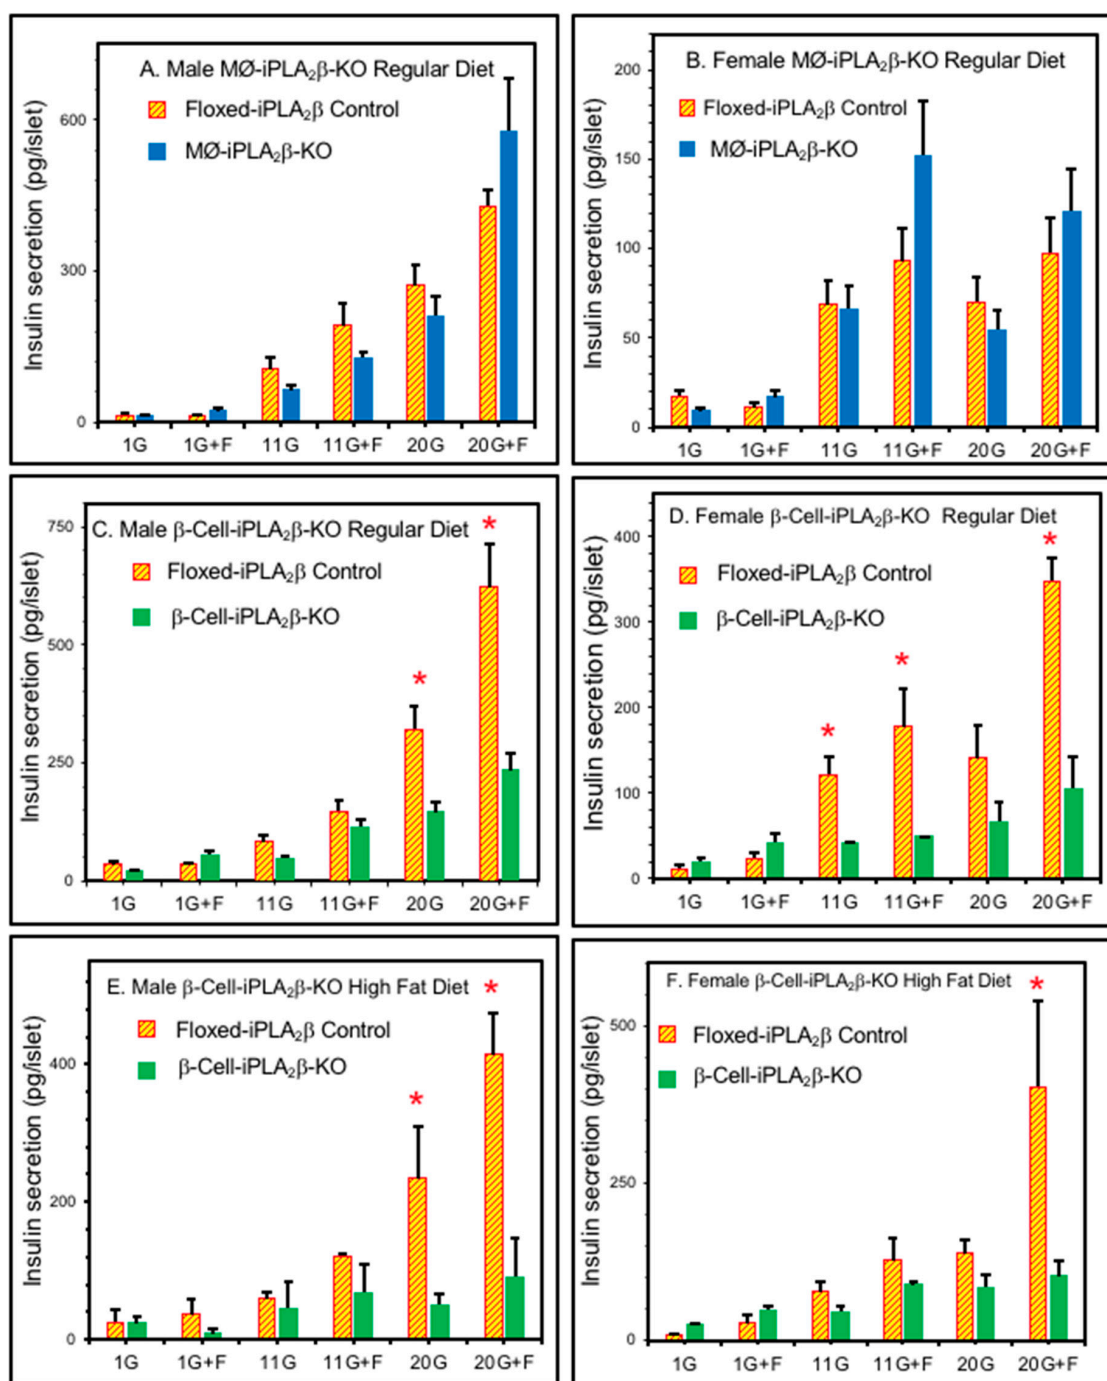 A. Male MØ-iPLA₂β-KO Regular Diet
Floxed-iPLA₂β Control
MØ-iPLA₂β-KO
Insulin secretion (pg/islet)
600
300
0
1G 1G+F 11G 11G+F 20G 20G+F
B. Female MØ-iPLA₂β-KO Regular Diet
Floxed-iPLA₂β Control
MØ-iPLA₂β-KO
Insulin secretion (pg/islet)
200
150
100
50
0
1G 1G+F 11G 11G+F 20G 20G+F
C. Male β-Cell-iPLA₂β-KO Regular Diet
Floxed-iPLA₂β Control
β-Cell-iPLA₂β-KO
Insulin secretion (pg/islet)
750
500
250
0
* *
1G 1G+F 11G 11G+F 20G 20G+F
D. Female β-Cell-iPLA₂β-KO Regular Diet
Floxed-iPLA₂β Control
β-Cell-iPLA₂β-KO
Insulin secretion (pg/islet)
400
300
200
100
0
* * *
1G 1G+F 11G 11G+F 20G 20G+F
E. Male β-Cell-iPLA₂β-KO High Fat Diet
Floxed-iPLA₂β Control
β-Cell-iPLA₂β-KO
Insulin secretion (pg/islet)
400
200
0
* *
1G 1G+F 11G 11G+F 20G 20G+F
F. Female β-Cell-iPLA₂β-KO High Fat Diet
Floxed-iPLA₂β Control
β-Cell-iPLA₂β-KO
Insulin secretion (pg/islet)
500
250
0
*
1G 1G+F 11G 11G+F 20G 20G+F